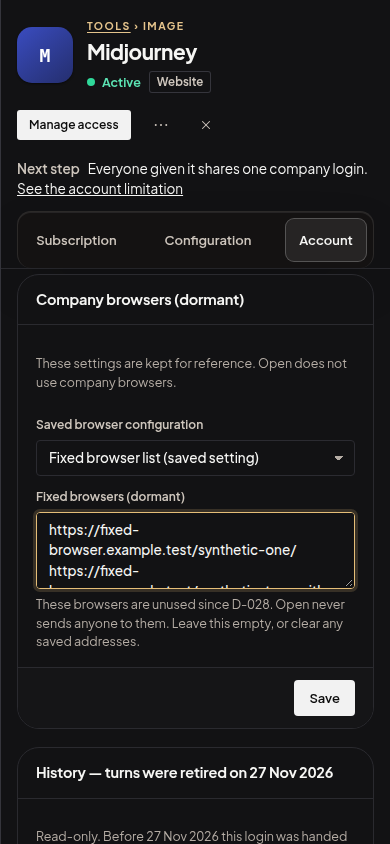 TOOLS › IMAGE
M
Midjourney
Active
Website
Manage access
Next step Everyone given it shares one company login.
See the account limitation
Subscription
Configuration
Account
Company browsers (dormant)
These settings are kept for reference. Open does not
use company browsers.
Saved browser configuration
Fixed browser list (saved setting)
Fixed browsers (dormant)
https://fixed-
browser.example.test/synthetic-one/
https://fixed-
These browsers are unused since D-028. Open never
sends anyone to them. Leave this empty, or clear any
saved addresses.
Save
History — turns were retired on 27 Nov 2026
Read-only. Before 27 Nov 2026 this login was handed